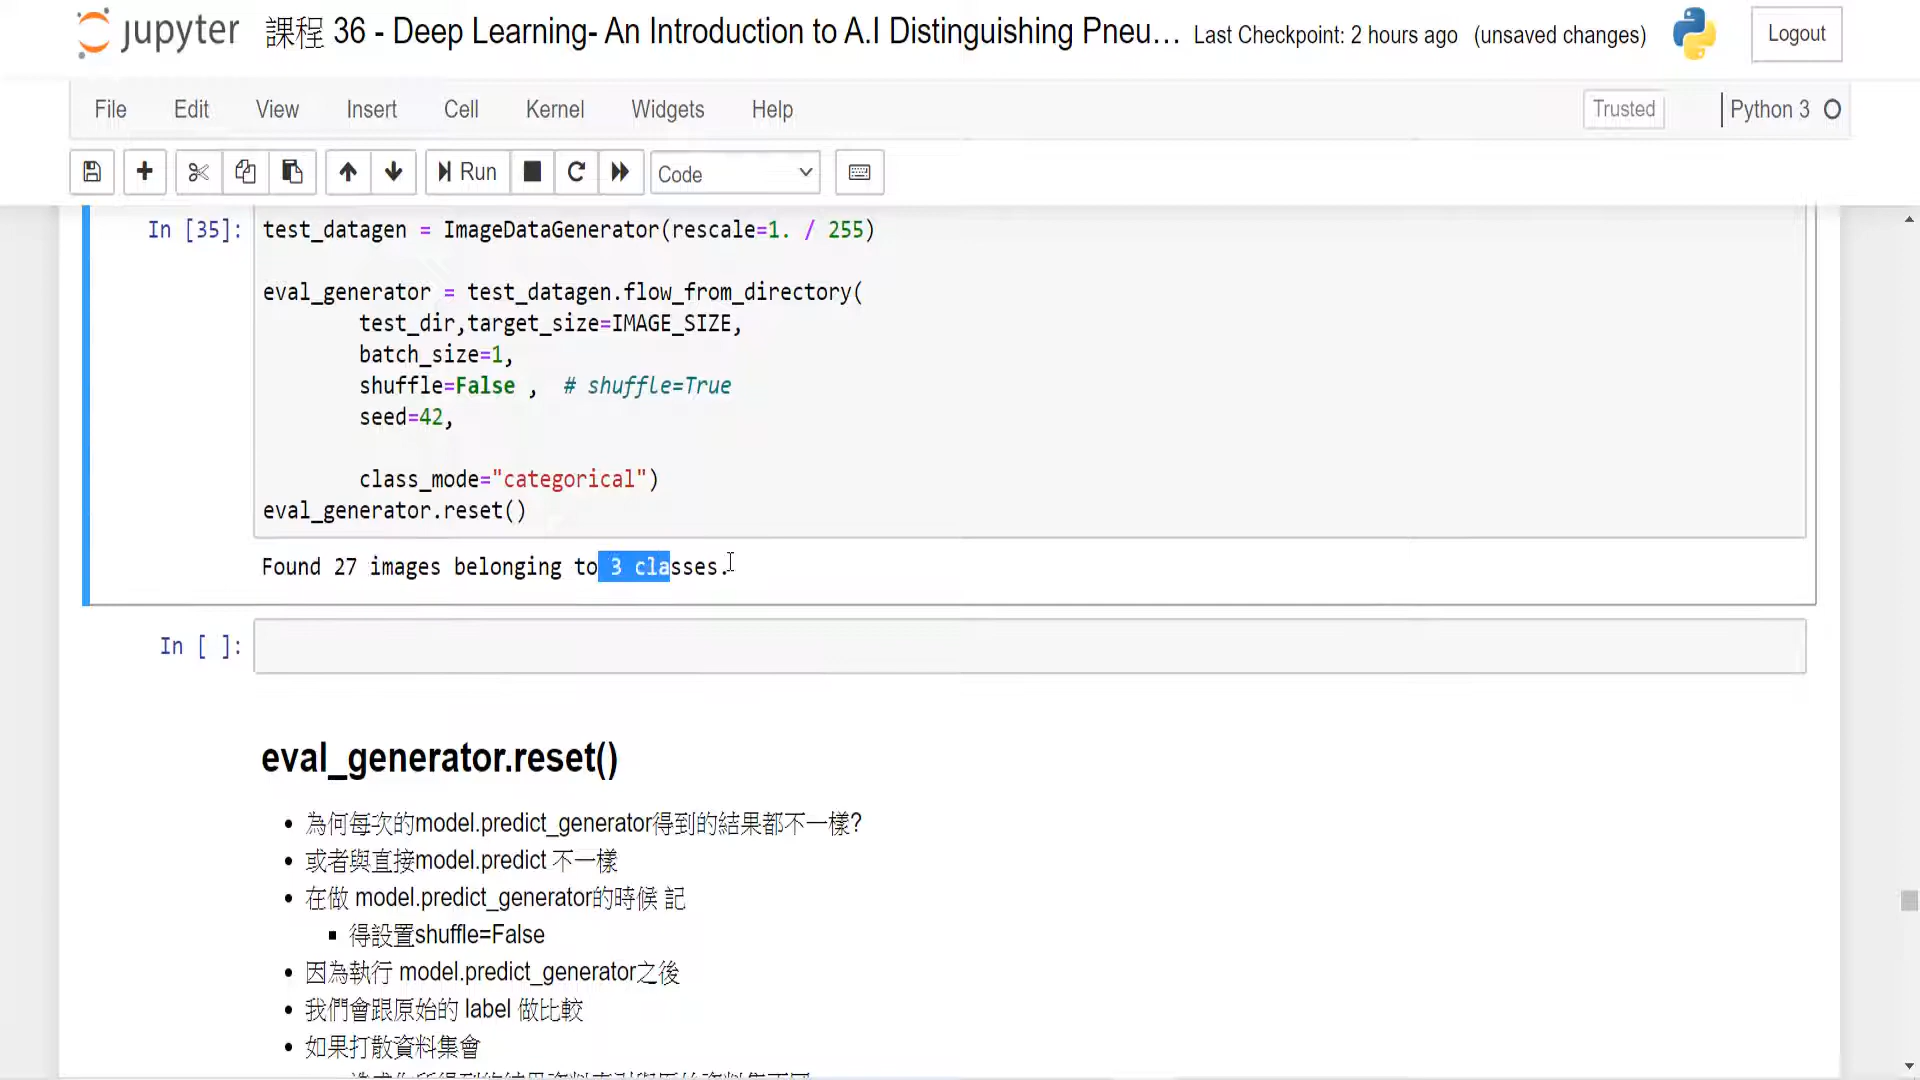 jupyter 課程 36 - Deep Learning- An Introduction to A.I Distinguishing Pneu... Last Checkpoint: 2 hours ago (unsaved changes) Logout
File Edit View Insert Cell Kernel Widgets Help Trusted Python 3
Run Code
In [35]: test_datagen = ImageDataGenerator(rescale=1. / 255)
eval_generator = test_datagen.flow_from_directory(
test_dir,target_size=IMAGE_SIZE,
batch_size=1,
shuffle=False , # shuffle=True
seed=42,
class_mode="categorical")
eval_generator.reset()
Found 27 images belonging to 3 classes.
In [ ]:
eval_generator.reset()
• 為何每次的model.predict_generator得到的結果都不一樣?
• 或者與直接model.predict 不一樣
• 在做 model.predict_generator的時候 記
▪ 得設置shuffle=False
• 因為執行 model.predict_generator之後
• 我們會跟原始的 label 做比較
• 如果打散資料集會